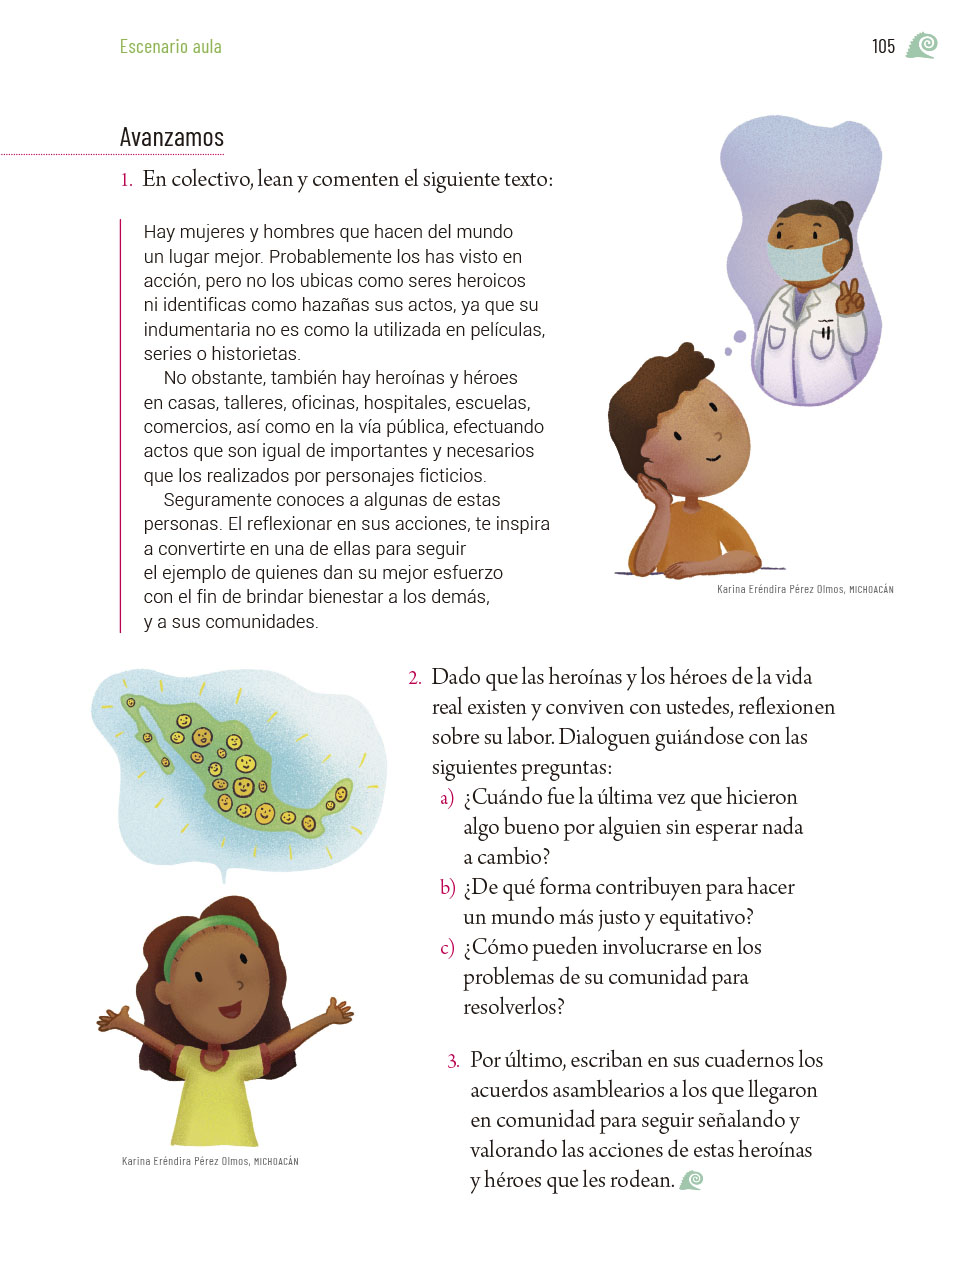 Escenario aula
105
Avanzamos
1. En colectivo, lean y comenten el siguiente texto:
Hay mujeres y hombres que hacen del mundo
un lugar mejor. Probablemente los has visto en
acción, pero no los ubicas como seres heroicos
ni identificas como hazañas sus actos, ya que su
indumentaria no es como la utilizada en películas,
series o historietas.
No obstante, también hay heroínas y héroes
en casas, talleres, oficinas, hospitales, escuelas,
comercios, así como en la vía pública, efectuando
actos que son igual de importantes y necesarios
que los realizados por personajes ficticios.
Seguramente conoces a algunas de estas
personas. El reflexionar en sus acciones, te inspira
a convertirte en una de ellas para seguir
el ejemplo de quienes dan su mejor esfuerzo
con el fin de brindar bienestar a los demás,
y a sus comunidades.
Karina Eréndira Pérez Olmos, MICHOACÁN
2. Dado que las heroínas y los héroes de la vida
real existen y conviven con ustedes, reflexionen
sobre su labor. Dialoguen guiándose con las
siguientes preguntas:
a) ¿Cuándo fue la última vez que hicieron
algo bueno por alguien sin esperar nada
a cambio?
b) ¿De qué forma contribuyen para hacer
un mundo más justo y equitativo?
c) ¿Cómo pueden involucrarse en los
problemas de su comunidad para
resolverlos?
3. Por último, escriban en sus cuadernos los
acuerdos asamblearios a los que llegaron
en comunidad para seguir señalando y
valorando las acciones de estas heroínas
y héroes que les rodean.
Karina Eréndira Pérez Olmos, MICHOACÁN